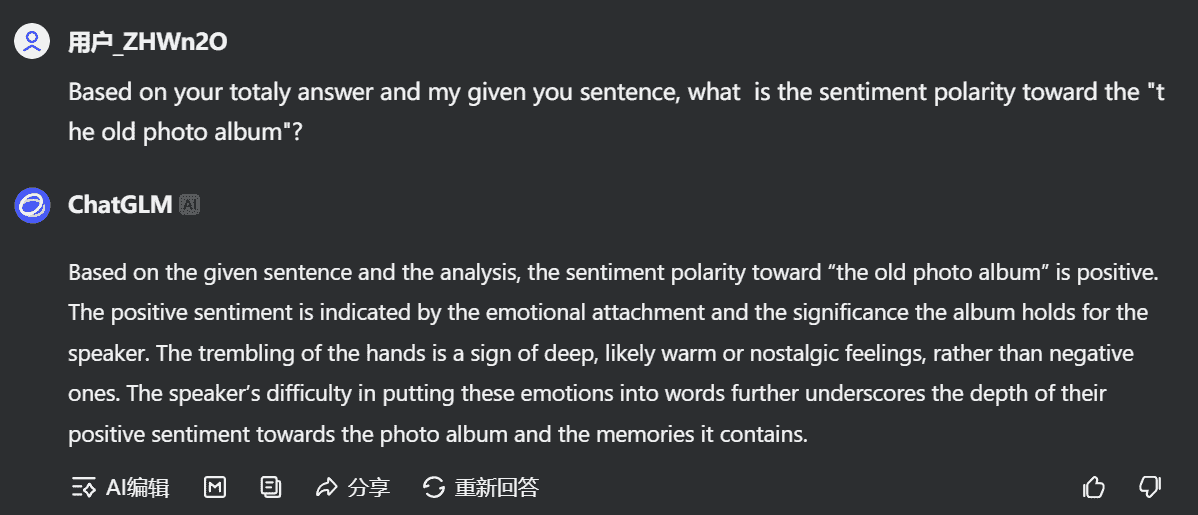 用户_ZHWn2O
Based on your totaly answer and my given you sentence, what  is the sentiment polarity toward the "t
he old photo album"?
ChatGLM AI
Based on the given sentence and the analysis, the sentiment polarity toward “the old photo album” is positive.
The positive sentiment is indicated by the emotional attachment and the significance the album holds for the
speaker. The trembling of the hands is a sign of deep, likely warm or nostalgic feelings, rather than negative
ones. The speaker’s difficulty in putting these emotions into words further underscores the depth of their
positive sentiment towards the photo album and the memories it contains.
AI编辑 分享 重新回答